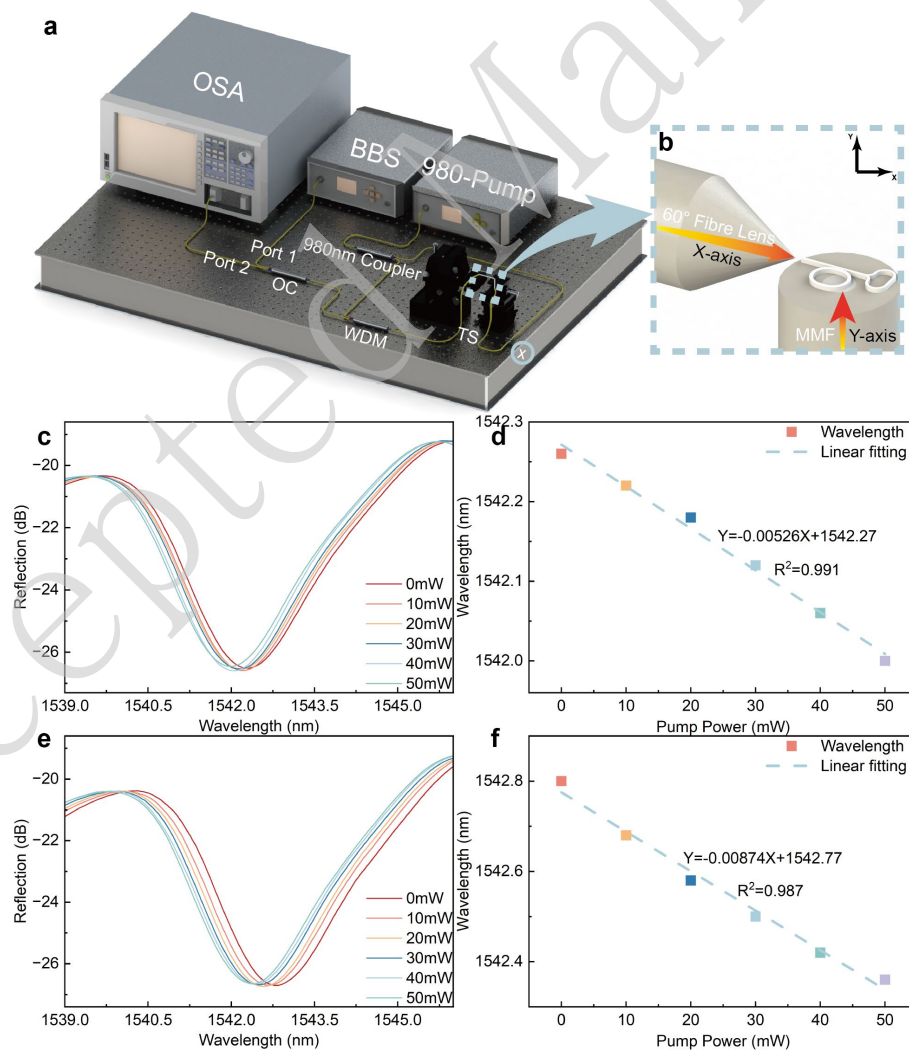 a
OSA
BBS
980-Pump
Port 1
Port 2
980nm Coupler
OC
WDM
TS
X
b
Y
X
60° Fibre Lens
X-axis
MMF
Y-axis
Accepted Man
c
Reflection (dB)
−20
−22
−24
−26
0mW
10mW
20mW
30mW
40mW
50mW
1539.0 1540.5 1542.0 1543.5 1545.0
Wavelength (nm)
d
Wavelength (nm)
1542.3
1542.2
1542.1
1542.0
Wavelength
Linear fitting
Y=-0.00526X+1542.27
R²=0.991
0 10 20 30 40 50
Pump Power (mW)
e
Reflection (dB)
−20
−22
−24
−26
0mW
10mW
20mW
30mW
40mW
50mW
1539.0 1540.5 1542.0 1543.5 1545.0
Wavelength (nm)
f
Wavelength (nm)
1542.8
1542.6
1542.4
Wavelength
Linear fitting
Y=-0.00874X+1542.77
R²=0.987
0 10 20 30 40 50
Pump Power (mW)